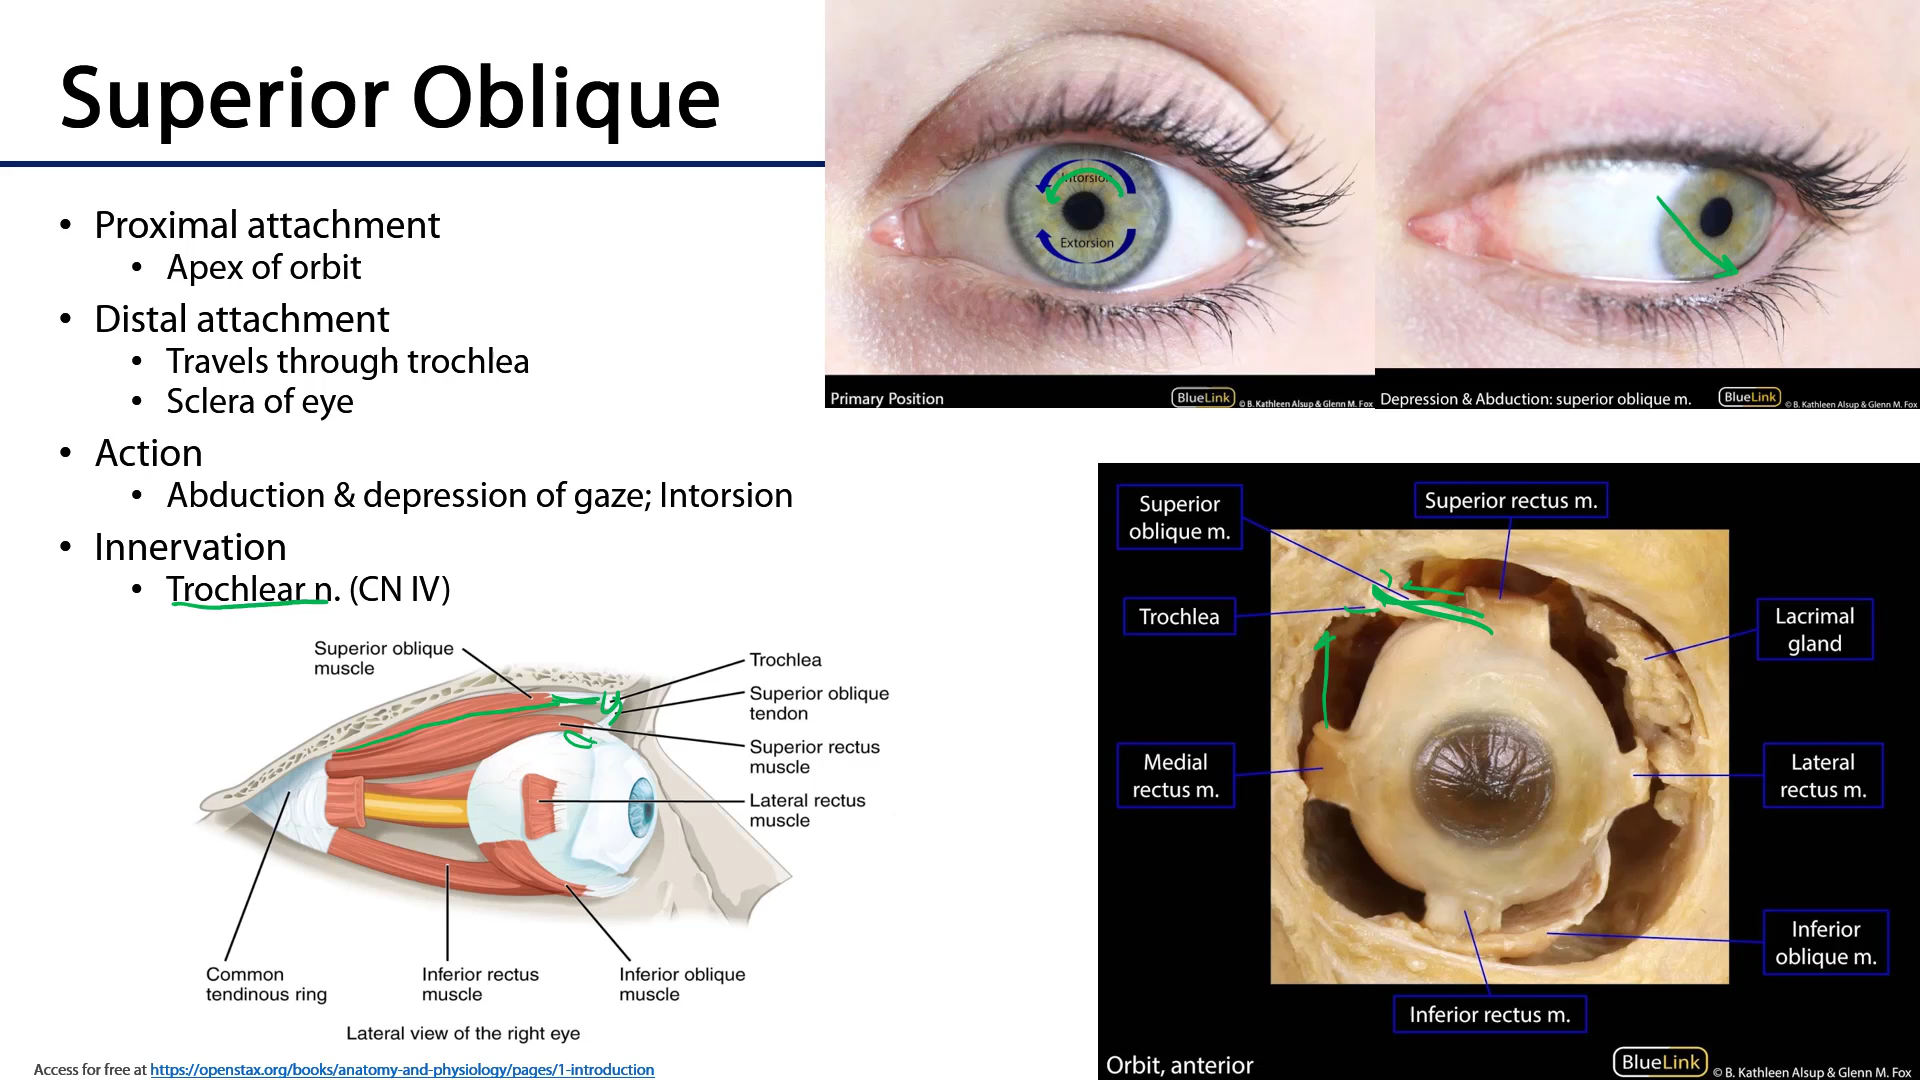 Superior Oblique
• Proximal attachment
• Apex of orbit
• Distal attachment
• Travels through trochlea
• Sclera of eye
• Action
• Abduction & depression of gaze; Intorsion
• Innervation
• Trochlear n. (CN IV)
Intorsion
Extorsion
Primary Position
BlueLink © B. Kathleen Alsup & Glenn M. Fox
Depression & Abduction: superior oblique m.
BlueLink © B. Kathleen Alsup & Glenn M. Fox
Superior oblique
muscle
Trochlea
Superior oblique
tendon
Superior rectus
muscle
Lateral rectus
muscle
Common
tendinous ring
Inferior rectus
muscle
Inferior oblique
muscle
Lateral view of the right eye
Access for free at https://openstax.org/books/anatomy-and-physiology/pages/1-introduction
Superior
oblique m.
Superior rectus m.
Trochlea
Lacrimal
gland
Medial
rectus m.
Lateral
rectus m.
Inferior
oblique m.
Inferior rectus m.
Orbit, anterior
BlueLink © B. Kathleen Alsup & Glenn M. Fox